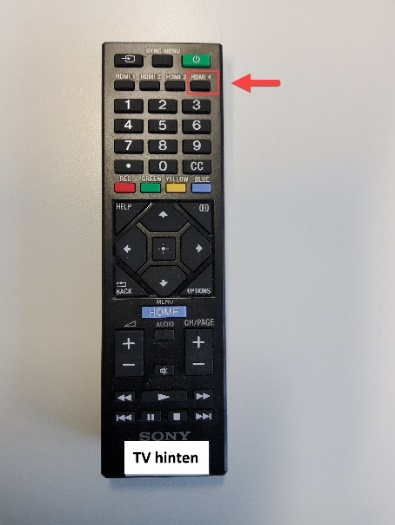 SYNC MENU
HDMI 1 HDMI 2 HDMI 3 HDMI 4
1 2 3
4 5 6
7 8 9
• 0 CC
RED GREEN YELLOW BLUE
HELP
BACK OPTIONS
MENU
HOME
AUDIO CH/PAGE
+ +
− −
SONY
TV hinten